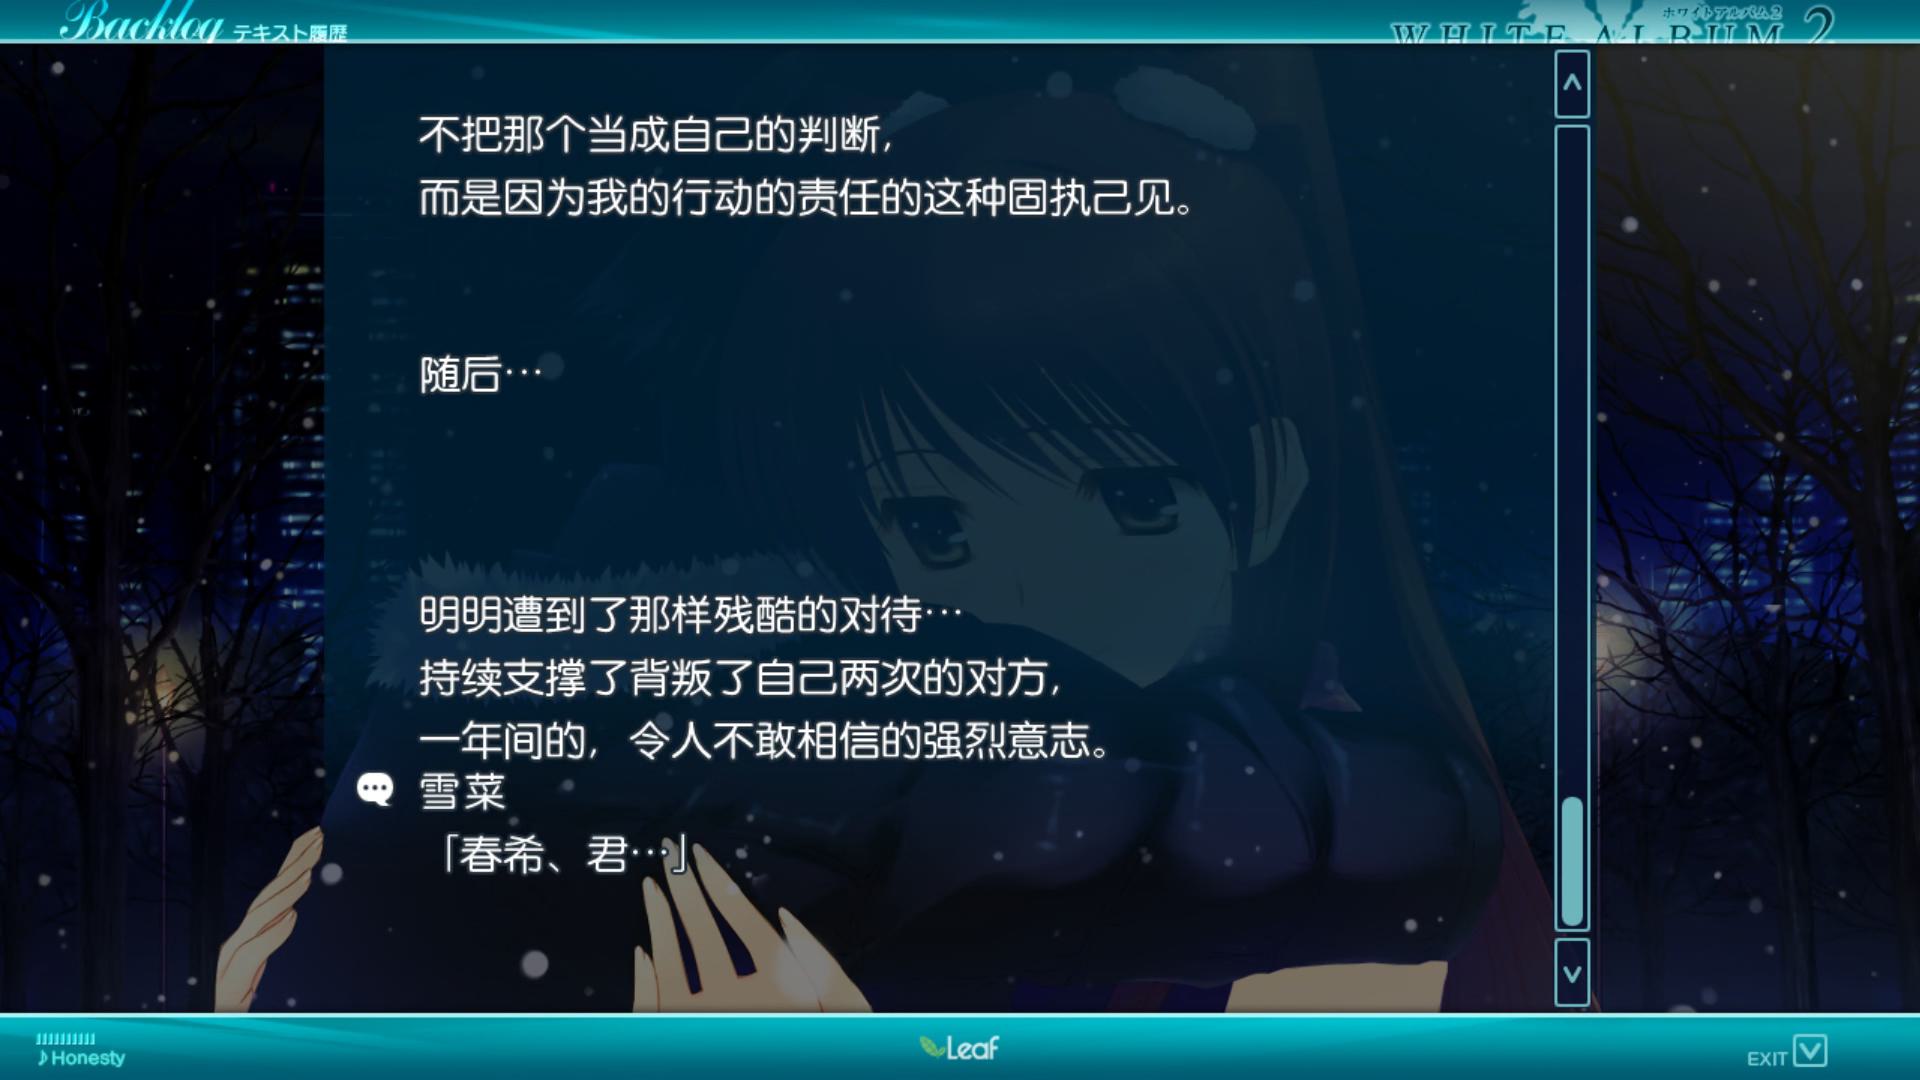 Backlog テキスト履歴
ホワイトアルバム2
WHITE ALBUM 2
不把那个当成自己的判断,
而是因为我的行动的责任的这种固执己见。
随后…
明明遭到了那样残酷的对待…
持续支撑了背叛了自己两次的对方,
一年间的, 令人不敢相信的强烈意志。
雪菜
「春希、君…」
♪Honesty
Leaf
EXIT